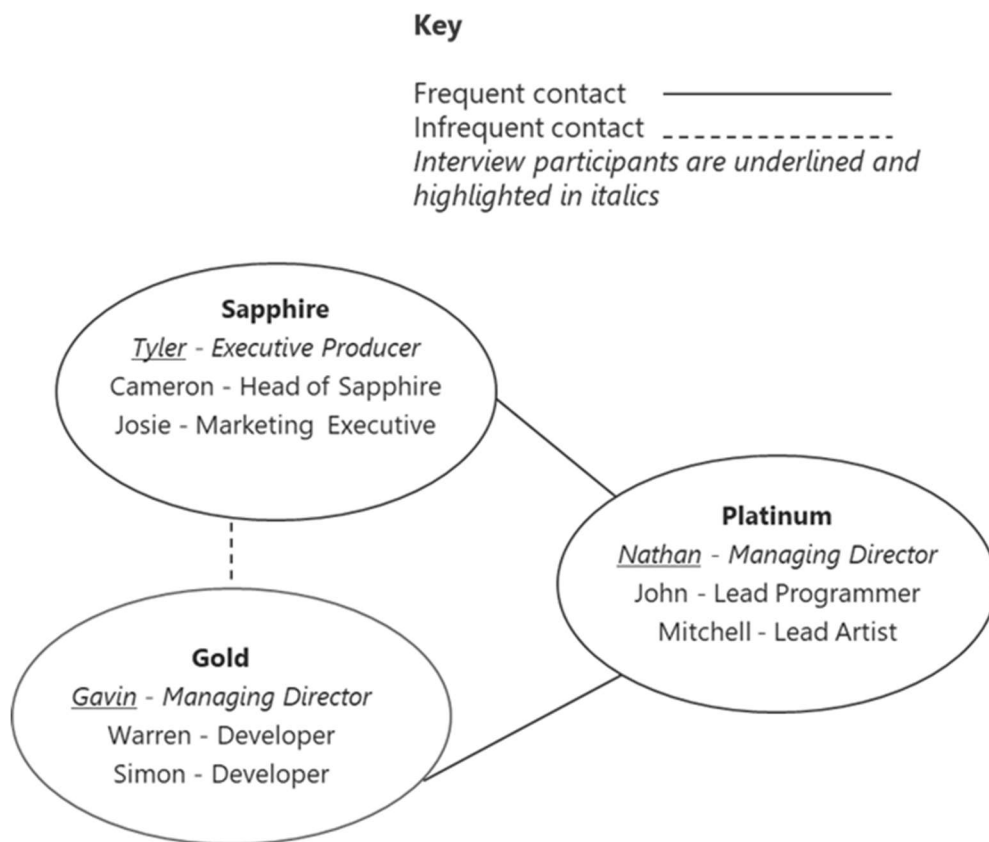 Key
Frequent contact
Infrequent contact
Interview participants are underlined and
highlighted in italics
Sapphire
Tyler - Executive Producer
Cameron - Head of Sapphire
Josie - Marketing Executive
Platinum
Nathan - Managing Director
John - Lead Programmer
Mitchell - Lead Artist
Gold
Gavin - Managing Director
Warren - Developer
Simon - Developer